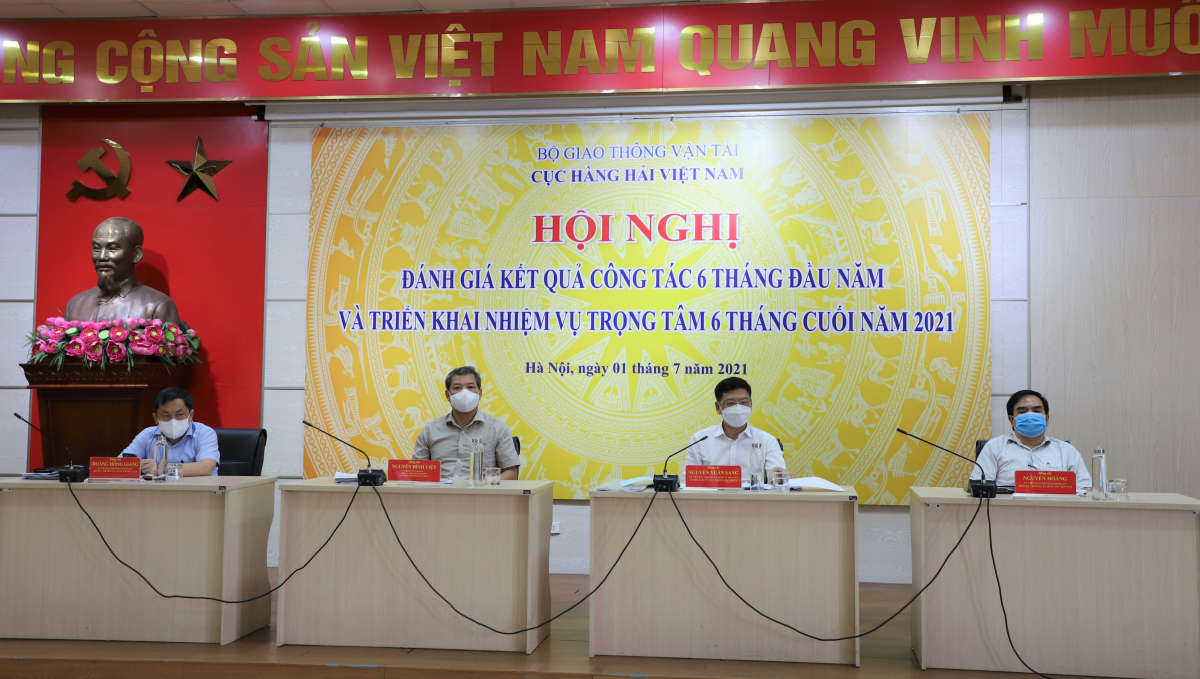 NG CỘNG SẢN VIỆT NAM QUANG VINH MUÔ
BỘ GIAO THÔNG VẬN TẢI
CỤC HÀNG HẢI VIỆT NAM
HỘI NGHỊ
ĐÁNH GIÁ KẾT QUẢ CÔNG TÁC 6 THÁNG ĐẦU NĂM
VÀ TRIỂN KHAI NHIỆM VỤ TRỌNG TÂM 6 THÁNG CUỐI NĂM 2021
Hà Nội, ngày 01 tháng 7 năm 2021
HOÀNG HỒNG GIANG
NGUYỄN ĐÌNH VIỆT
NGUYỄN XUÂN SANG
NGUYỄN HOÀNG